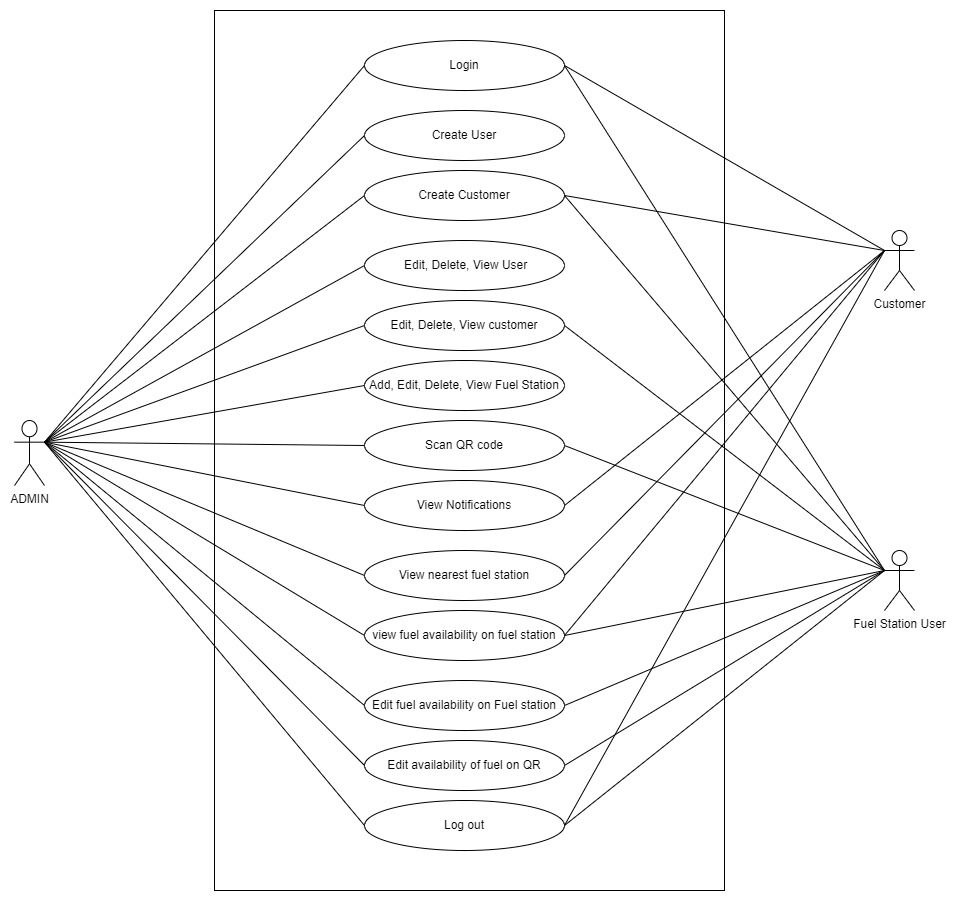 Login
Create User
Create Customer
Edit, Delete, View User
Customer
Edit, Delete, View customer
Add, Edit, Delete, View Fuel Station
Scan QR code
ADMIN
View Notifications
View nearest fuel station
Fuel Station User
view fuel availability on fuel station
Edit fuel availability on Fuel station
Edit availability of fuel on QR
Log out